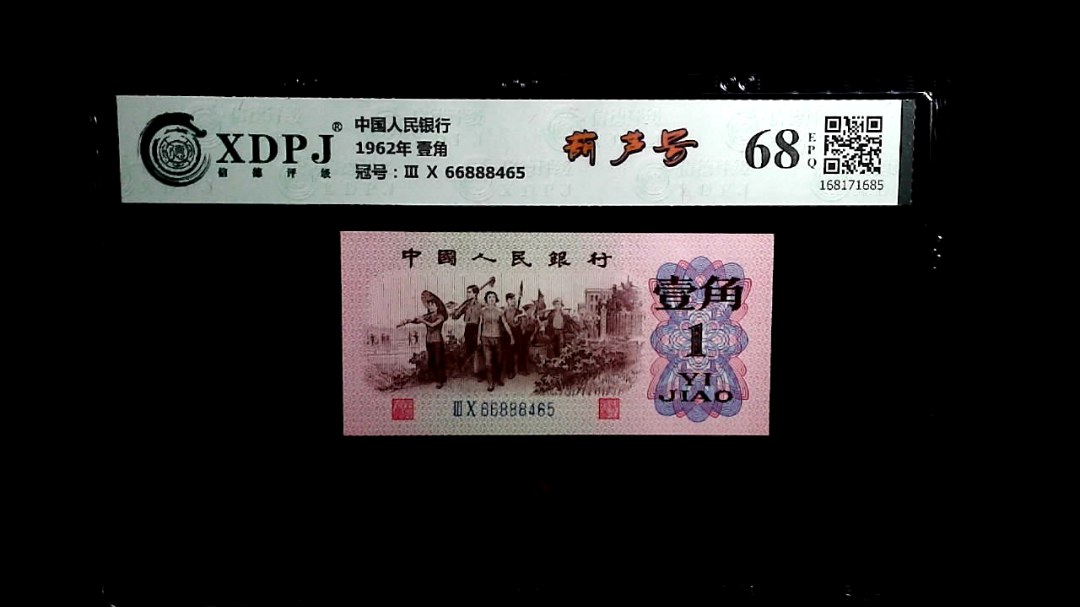 XDPJ®
信德评级
中国人民银行
1962年 壹角
冠号：Ⅲ X 66888465
葫芦号
68
EPQ
168171685
中國人民銀行
壹角
1
YI
JIAO
Ⅲ X 66888465